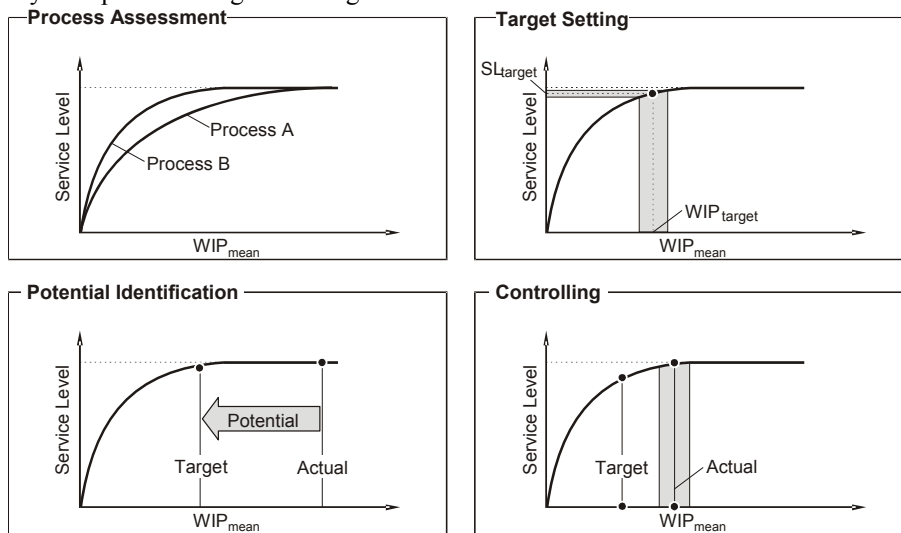 Process Assessment
Service Level
Process A
Process B
WIPmean
Target Setting
SLtarget
Service Level
WIPtarget
WIPmean
Potential Identification
Service Level
Potential
Target
Actual
WIPmean
Controlling
Service Level
Target
Actual
WIPmean